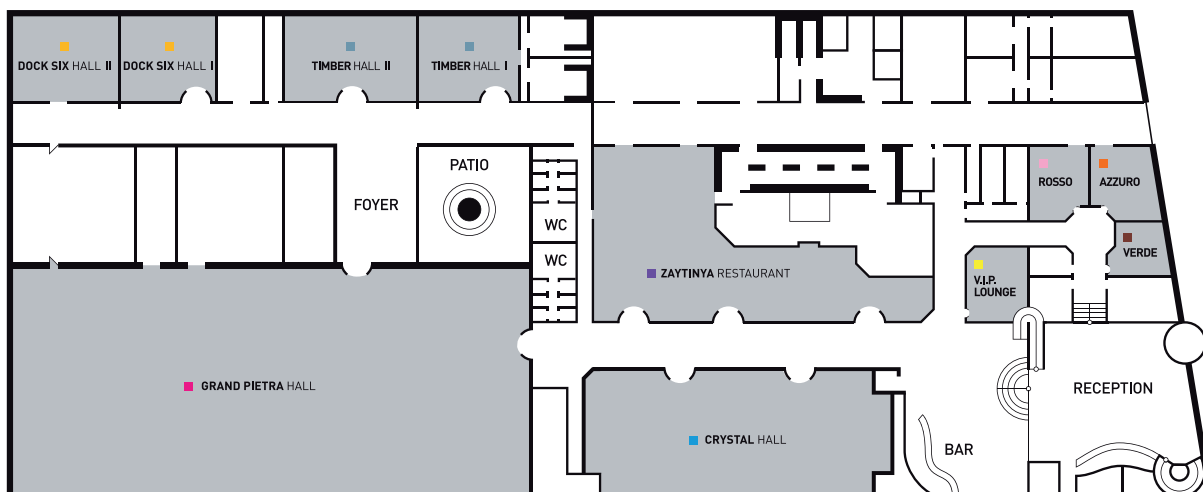 DOCK SIX HALL II
DOCK SIX HALL I
TIMBER HALL II
TIMBER HALL I
PATIO
FOYER
WC
WC
ROSSO
AZZURO
VERDE
ZAYTINYA RESTAURANT
V.I.P.
LOUNGE
GRAND PIETRA HALL
RECEPTION
CRYSTAL HALL
BAR